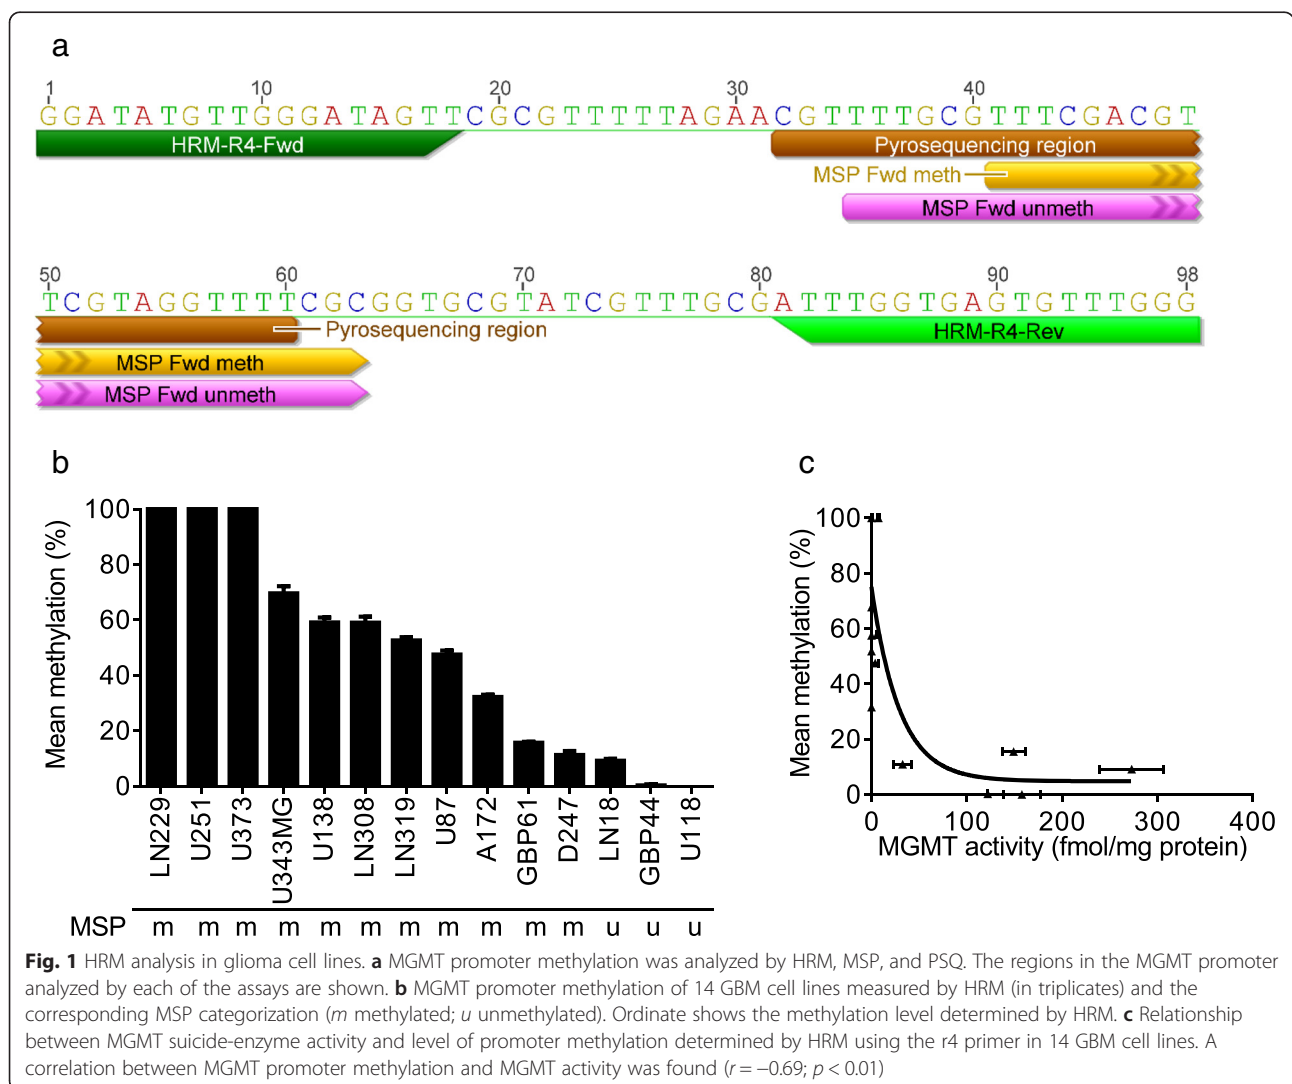 a
1 10 20 30 40
GGATATGTTGGGATAGTTCGCGTTTTTAGAACGTTTTGCGTTTCGACGT
HRM-R4-Fwd
Pyrosequencing region
MSP Fwd meth
MSP Fwd unmeth
50 60 70 80 90 98
TCGTAGGTTTTCGCGGTGCGTATCGTTTGCGATTTGGTGAGTGTTTGGG
Pyrosequencing region
HRM-R4-Rev
MSP Fwd meth
MSP Fwd unmeth
b
Mean methylation (%)
100
80
60
40
20
0
LN229
U251
U373
U343MG
U138
LN308
LN319
U87
A172
GBP61
D247
LN18
GBP44
U118
MSP m m m m m m m m m m m u u u
c
Mean methylation (%)
100
80
60
40
20
0
0 100 200 300 400
MGMT activity (fmol/mg protein)
Fig. 1 HRM analysis in glioma cell lines. a MGMT promoter methylation was analyzed by HRM, MSP, and PSQ. The regions in the MGMT promoter
analyzed by each of the assays are shown. b MGMT promoter methylation of 14 GBM cell lines measured by HRM (in triplicates) and the
corresponding MSP categorization (m methylated; u unmethylated). Ordinate shows the methylation level determined by HRM. c Relationship
between MGMT suicide-enzyme activity and level of promoter methylation determined by HRM using the r4 primer in 14 GBM cell lines. A
correlation between MGMT promoter methylation and MGMT activity was found (r = −0.69; p < 0.01)